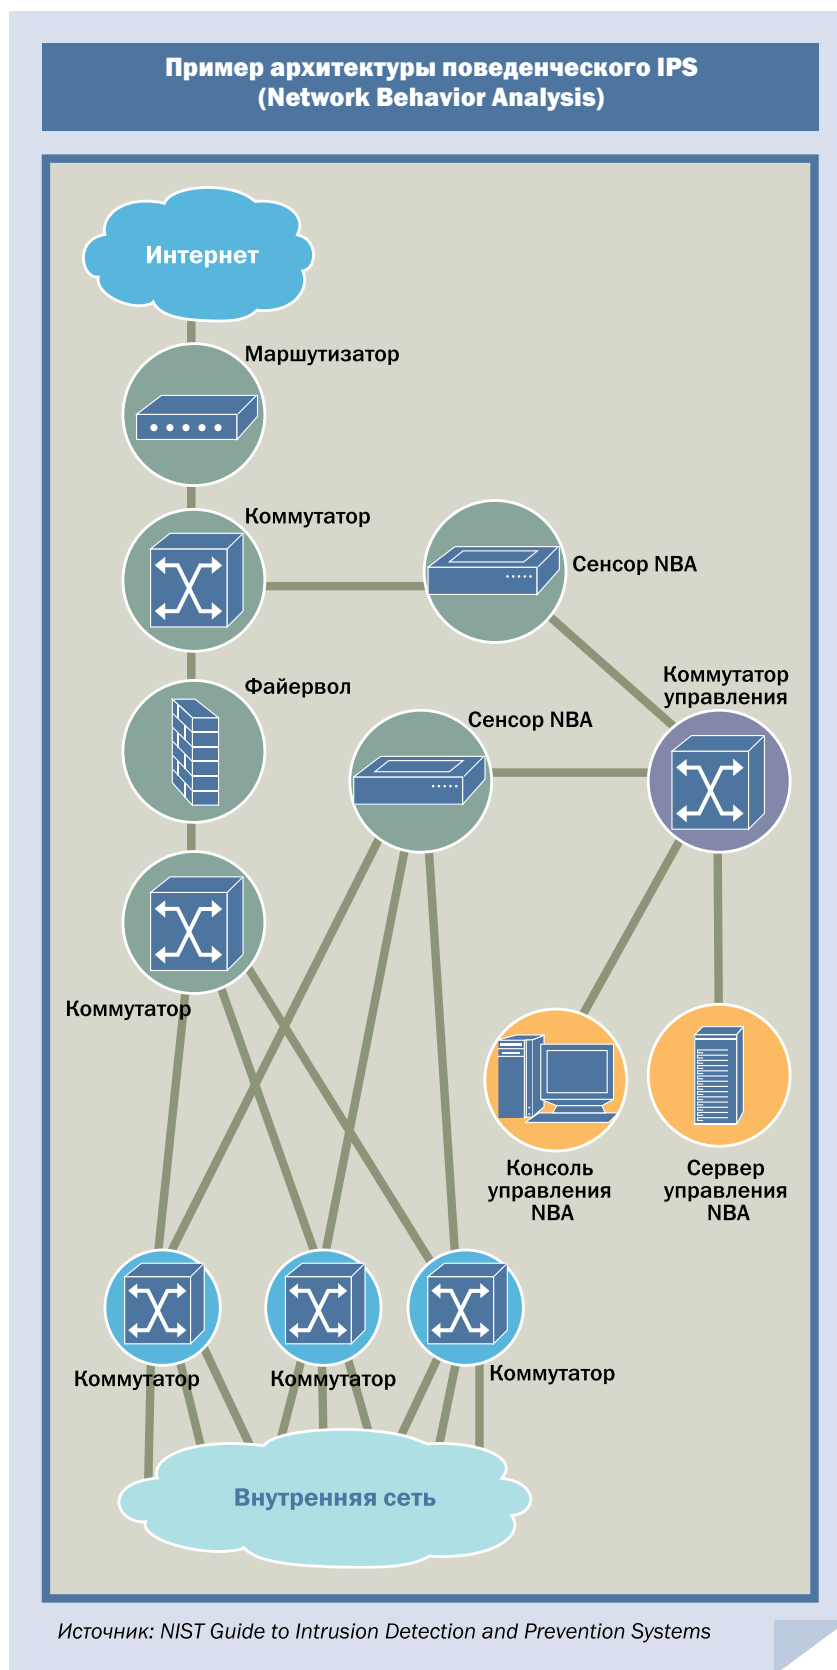 Пример архитектуры поведенческого IPS
(Network Behavior Analysis)
Интернет
Маршутизатор
Коммутатор
Сенсор NBA
Файервол
Коммутатор
управления
Сенсор NBA
Коммутатор
Консоль
управления
NBA
Сервер
управления
NBA
Коммутатор
Коммутатор
Коммутатор
Внутренняя сеть
Источник: NIST Guide to Intrusion Detection and Prevention Systems